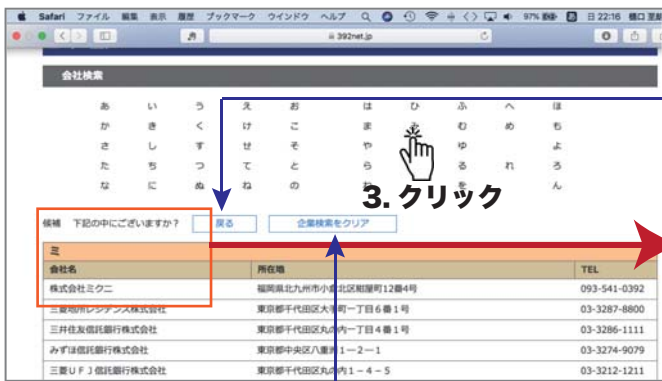 Safari ファイル 編集 表示 履歴 ブックマーク ウインドウ ヘルプ 97% 日 22:16
392net.jp
会社検索
あ い う え お は ひ ふ へ ほ
か き く け こ ま み む め も
さ し す せ そ や ゆ よ
た ち つ て と ら る れ ろ
な に ぬ ね の わ を ん
3. クリック
候補 下記の中にございますか? 戻る 企業検索をクリア
ミ
会社名 所在地 TEL
株式会社ミクニ 福岡県北九州市小倉北区紺屋町12番4号 093-541-0392
三菱地所レジデンス株式会社 東京都千代田区大手町一丁目6番1号 03-3287-8800
三井住友信託銀行株式会社 東京都千代田区丸の内一丁目4番1号 03-3286-1111
みずほ信託銀行株式会社 東京都中央区八重洲1ー2ー1 03-3274-9079
三菱UFJ信託銀行株式会社 東京都千代田区丸の内1-4-5 03-3212-1211